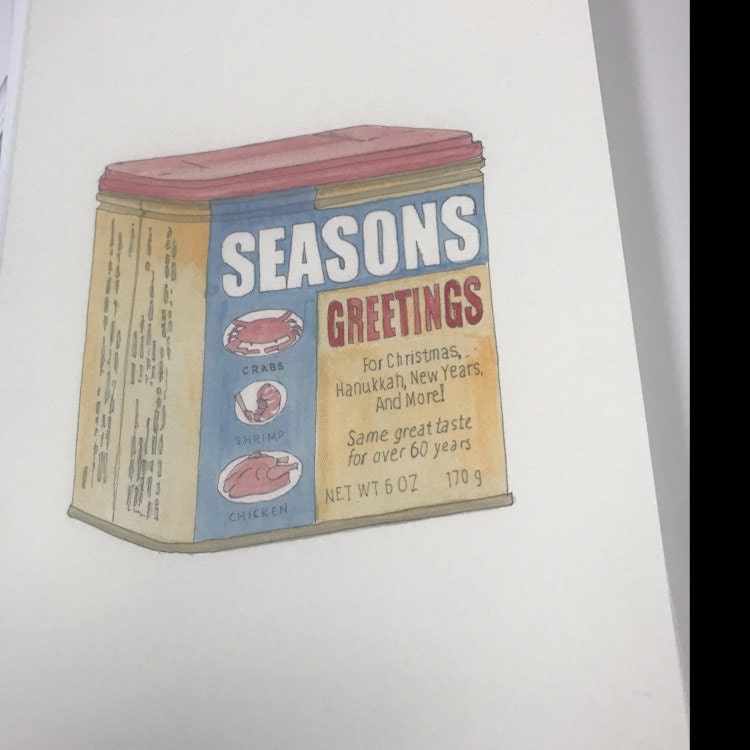 SEASONS
GREETINGS
For Christmas,
Hanukkah, New Years,
And More!
Same great taste
for over 60 years
NET WT 6 OZ 170 g
CRABS
SHRIMP
CHICKEN